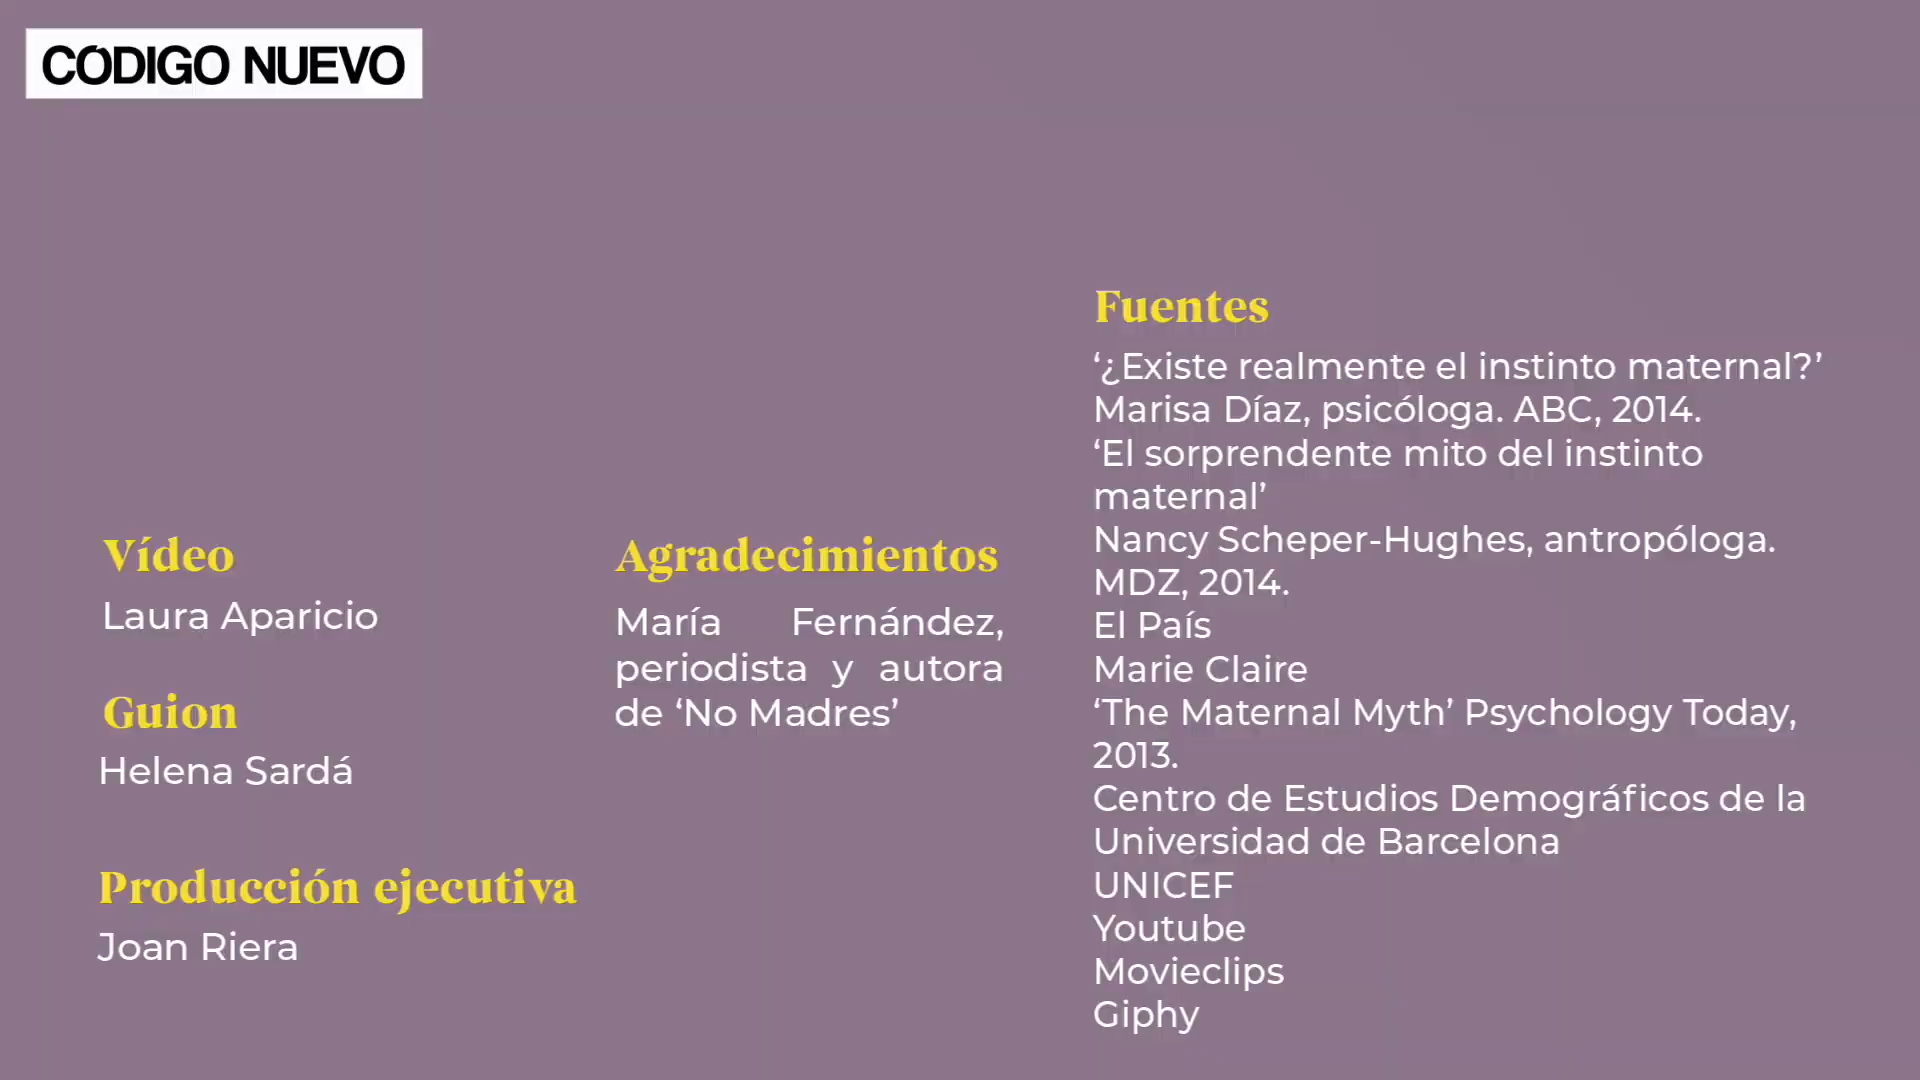 CÓDIGO NUEVO
Vídeo
Laura Aparicio
Guion
Helena Sardá
Producción ejecutiva
Joan Riera
Agradecimientos
María Fernández,
periodista y autora
de ‘No Madres’
Fuentes
‘¿Existe realmente el instinto maternal?’
Marisa Díaz, psicóloga. ABC, 2014.
‘El sorprendente mito del instinto
maternal’
Nancy Scheper-Hughes, antropóloga.
MDZ, 2014.
El País
Marie Claire
‘The Maternal Myth’ Psychology Today,
2013.
Centro de Estudios Demográficos de la
Universidad de Barcelona
UNICEF
Youtube
Movieclips
Giphy